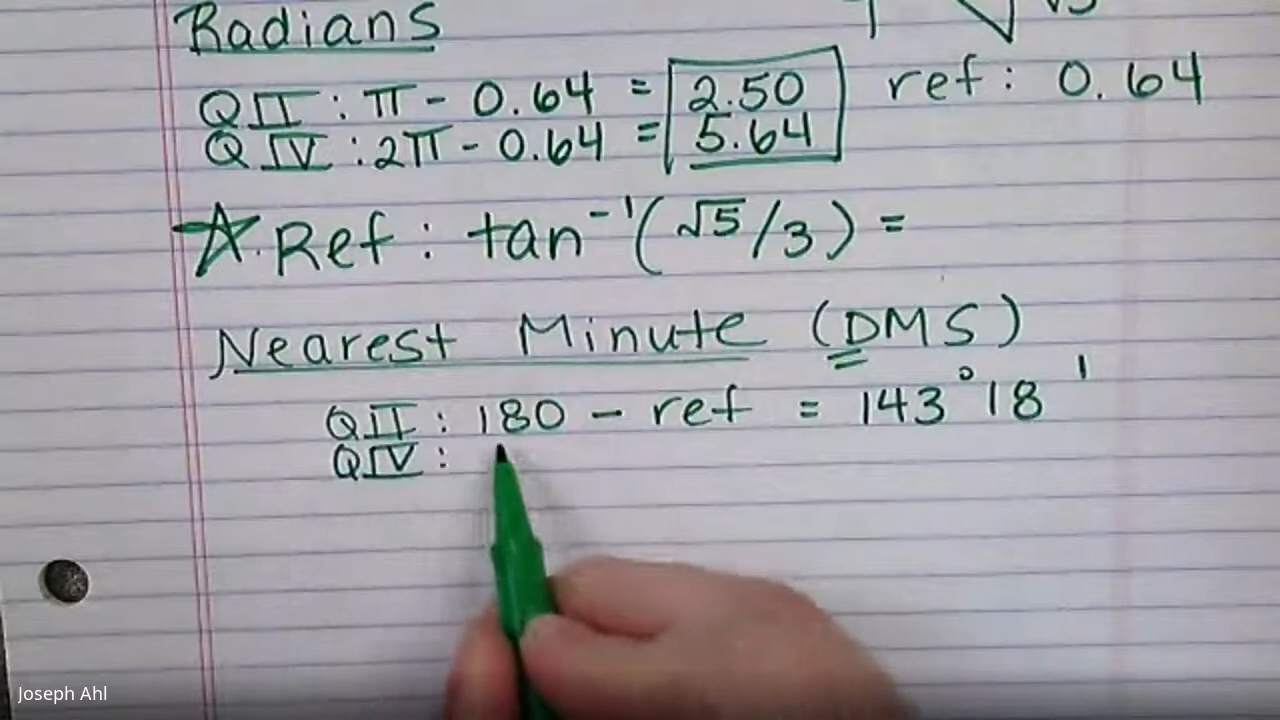 Radians √5
QII : π - 0.64 = 2.50 ref: 0.64
QIV : 2π - 0.64 = 5.64
☆ Ref : tan⁻¹(√5/3) =
Nearest Minute (DMS)
QII : 180 - ref = 143°18'
QIV :
Joseph Ahl